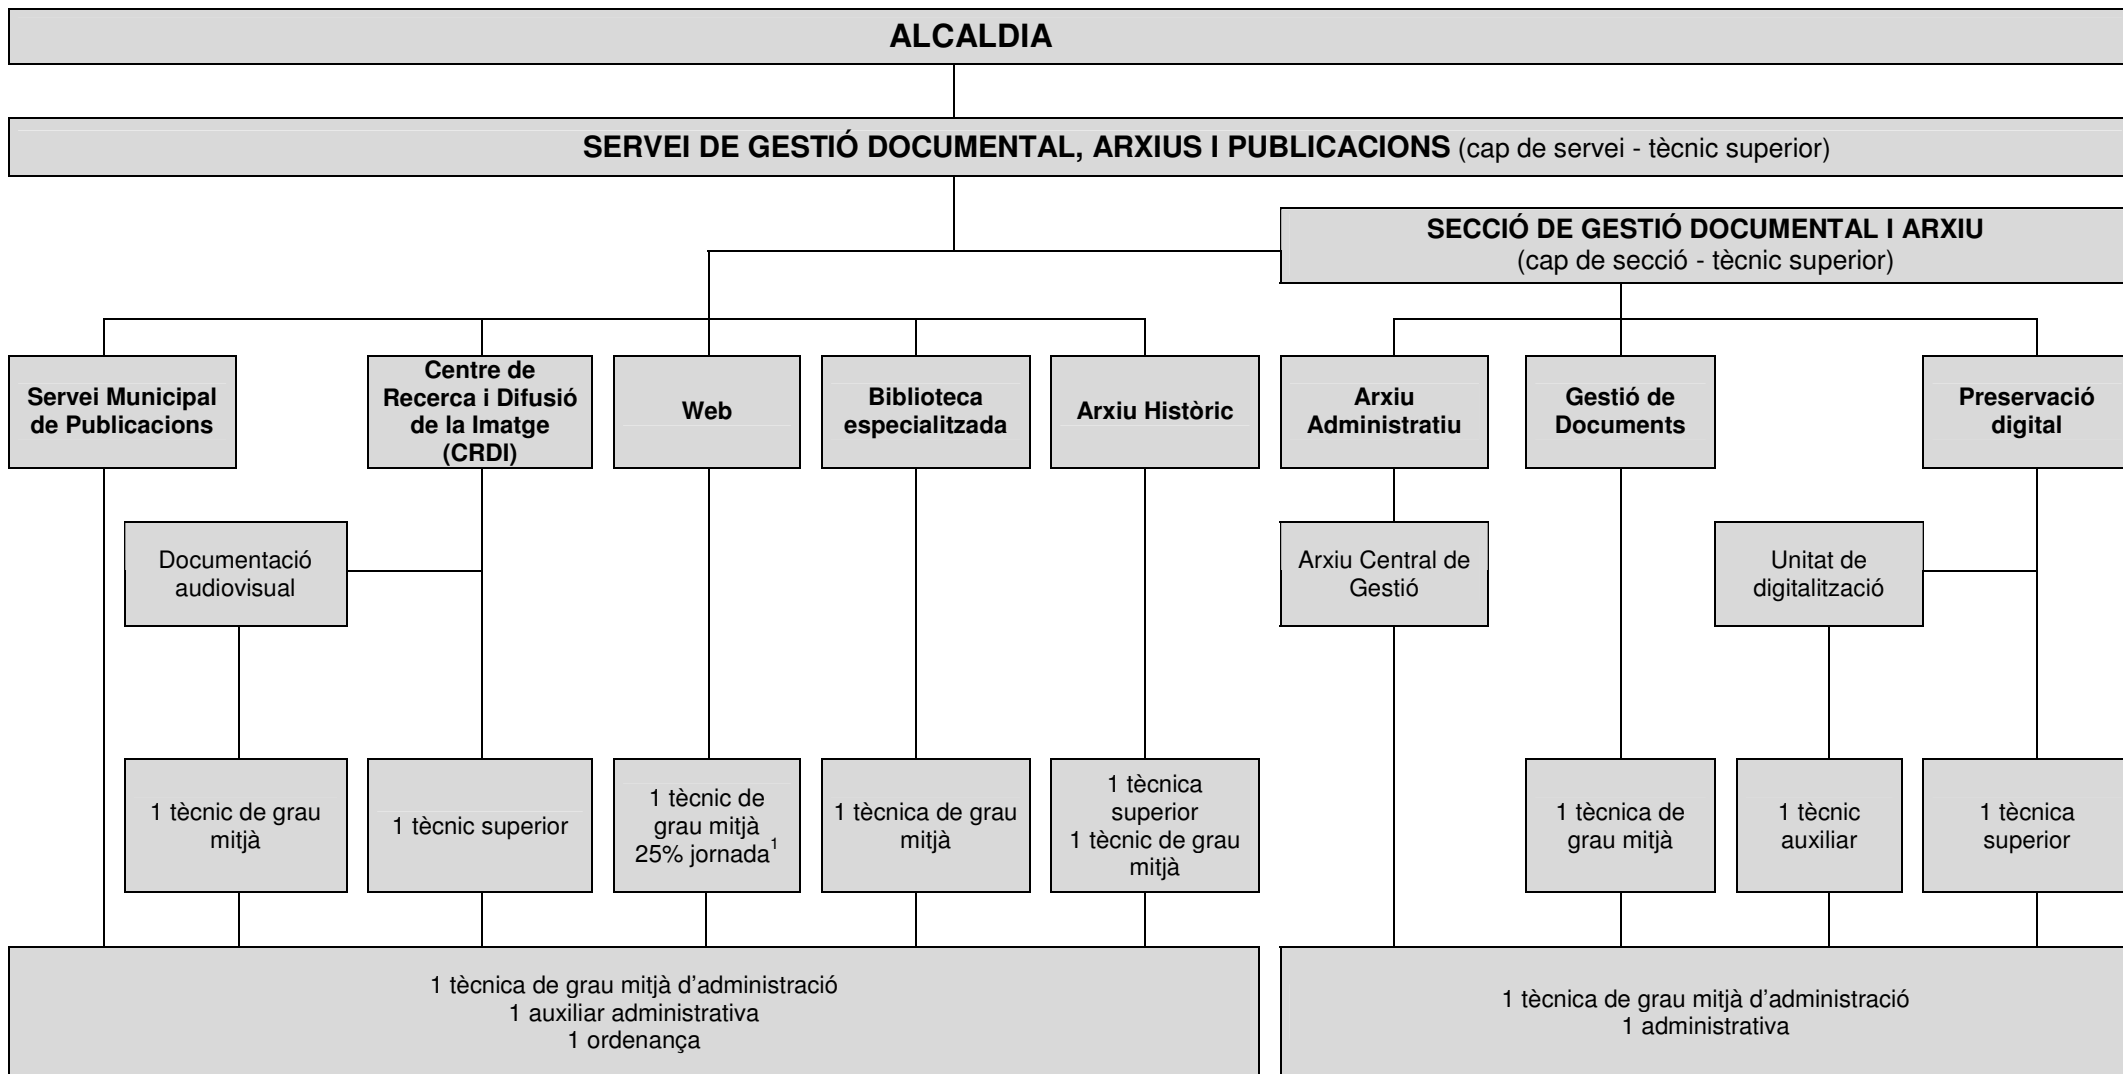 ALCALDIA
SERVEI DE GESTIÓ DOCUMENTAL, ARXIUS I PUBLICACIONS (cap de servei - tècnic superior)
SECCIÓ DE GESTIÓ DOCUMENTAL I ARXIU
(cap de secció - tècnic superior)
Servei Municipal
de Publicacions
Centre de
Recerca i Difusió
de la Imatge
(CRDI)
Web
Biblioteca
especialitzada
Arxiu Històric
Arxiu
Administratiu
Gestió de
Documents
Preservació
digital
Documentació
audiovisual
Arxiu Central de
Gestió
Unitat de
digitalització
1 tècnic de grau
mitjà
1 tècnic superior
1 tècnic de
grau mitjà
25% jornada¹
1 tècnica de grau
mitjà
1 tècnica
superior
1 tècnic de grau
mitjà
1 tècnica de
grau mitjà
1 tècnic
auxiliar
1 tècnica
superior
1 tècnica de grau mitjà d’administració
1 auxiliar administrativa
1 ordenança
1 tècnica de grau mitjà d’administració
1 administrativa